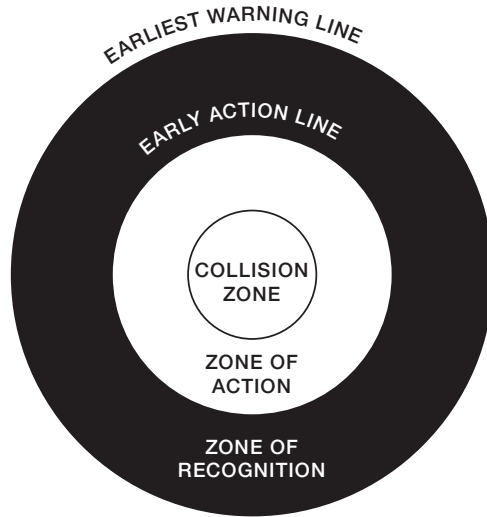 EARLIEST WARNING LINE
EARLY ACTION LINE
COLLISION
ZONE
ZONE OF
ACTION
ZONE OF
RECOGNITION